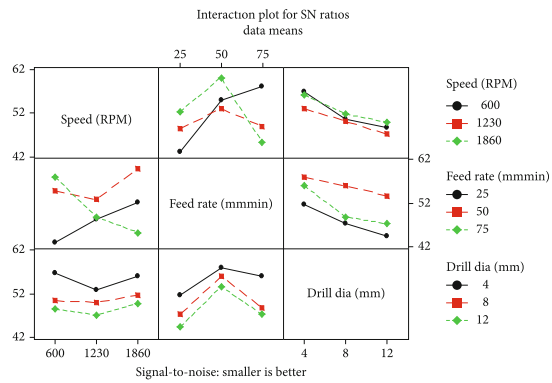 Interaction plot for SN ratios
data means
25 50 75
62
52
42
Speed (RPM)
Speed (RPM)
600
1230
1860
62
52
42
Feed rate (mmmin)
Feed rate (mmmin)
25
50
75
62
52
42
Drill dia (mm)
Drill dia (mm)
4
8
12
600 1230 1860
4 8 12
Signal-to-noise: smaller is better